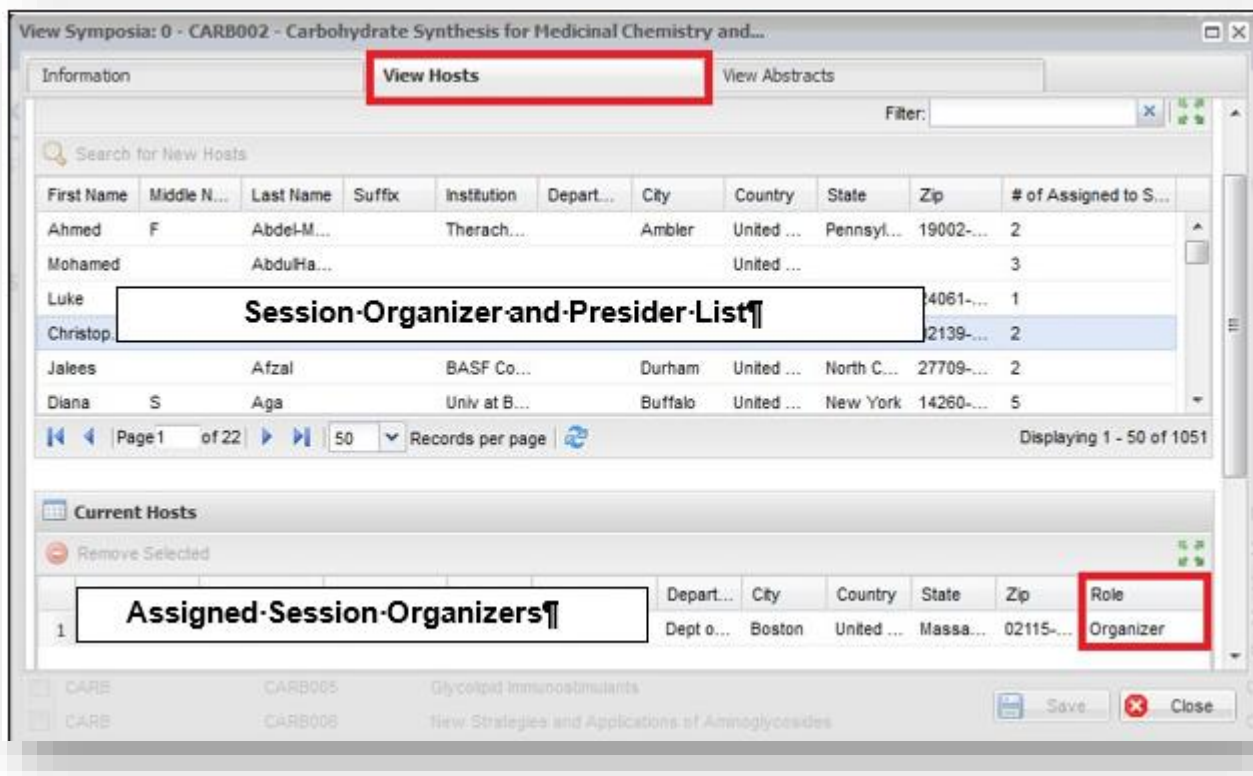 View Symposia: 0 - CARB002 - Carbohydrate Synthesis for Medicinal Chemistry and...
Information View Hosts View Abstracts
Filter:
Search for New Hosts
First Name Middle N... Last Name Suffix Institution Depart... City Country State Zip # of Assigned to S...
Ahmed F Abdel-M... Therach... Ambler United ... Pennsyl... 19002-... 2
Mohamed AbdulHa... United ... 3
Luke 24061-... 1
Session·Organizer·and·Presider·List¶
Christop. 02139-... 2
Jalees Afzal BASF Co... Durham United ... North C... 27709-... 2
Diana S Aga Univ at B... Buffalo United ... New York 14260-... 5
Page 1 of 22 50 Records per page Displaying 1 - 50 of 1051
Current Hosts
Remove Selected
Depart... City Country State Zip Role
Assigned·Session·Organizers¶
1 Dept o... Boston United ... Massa... 02115-... Organizer
CARB CARB005 Glycolipid Immunostimulants
CARB CARB006 New Strategies and Applications of Aminoglycosides
Save Close